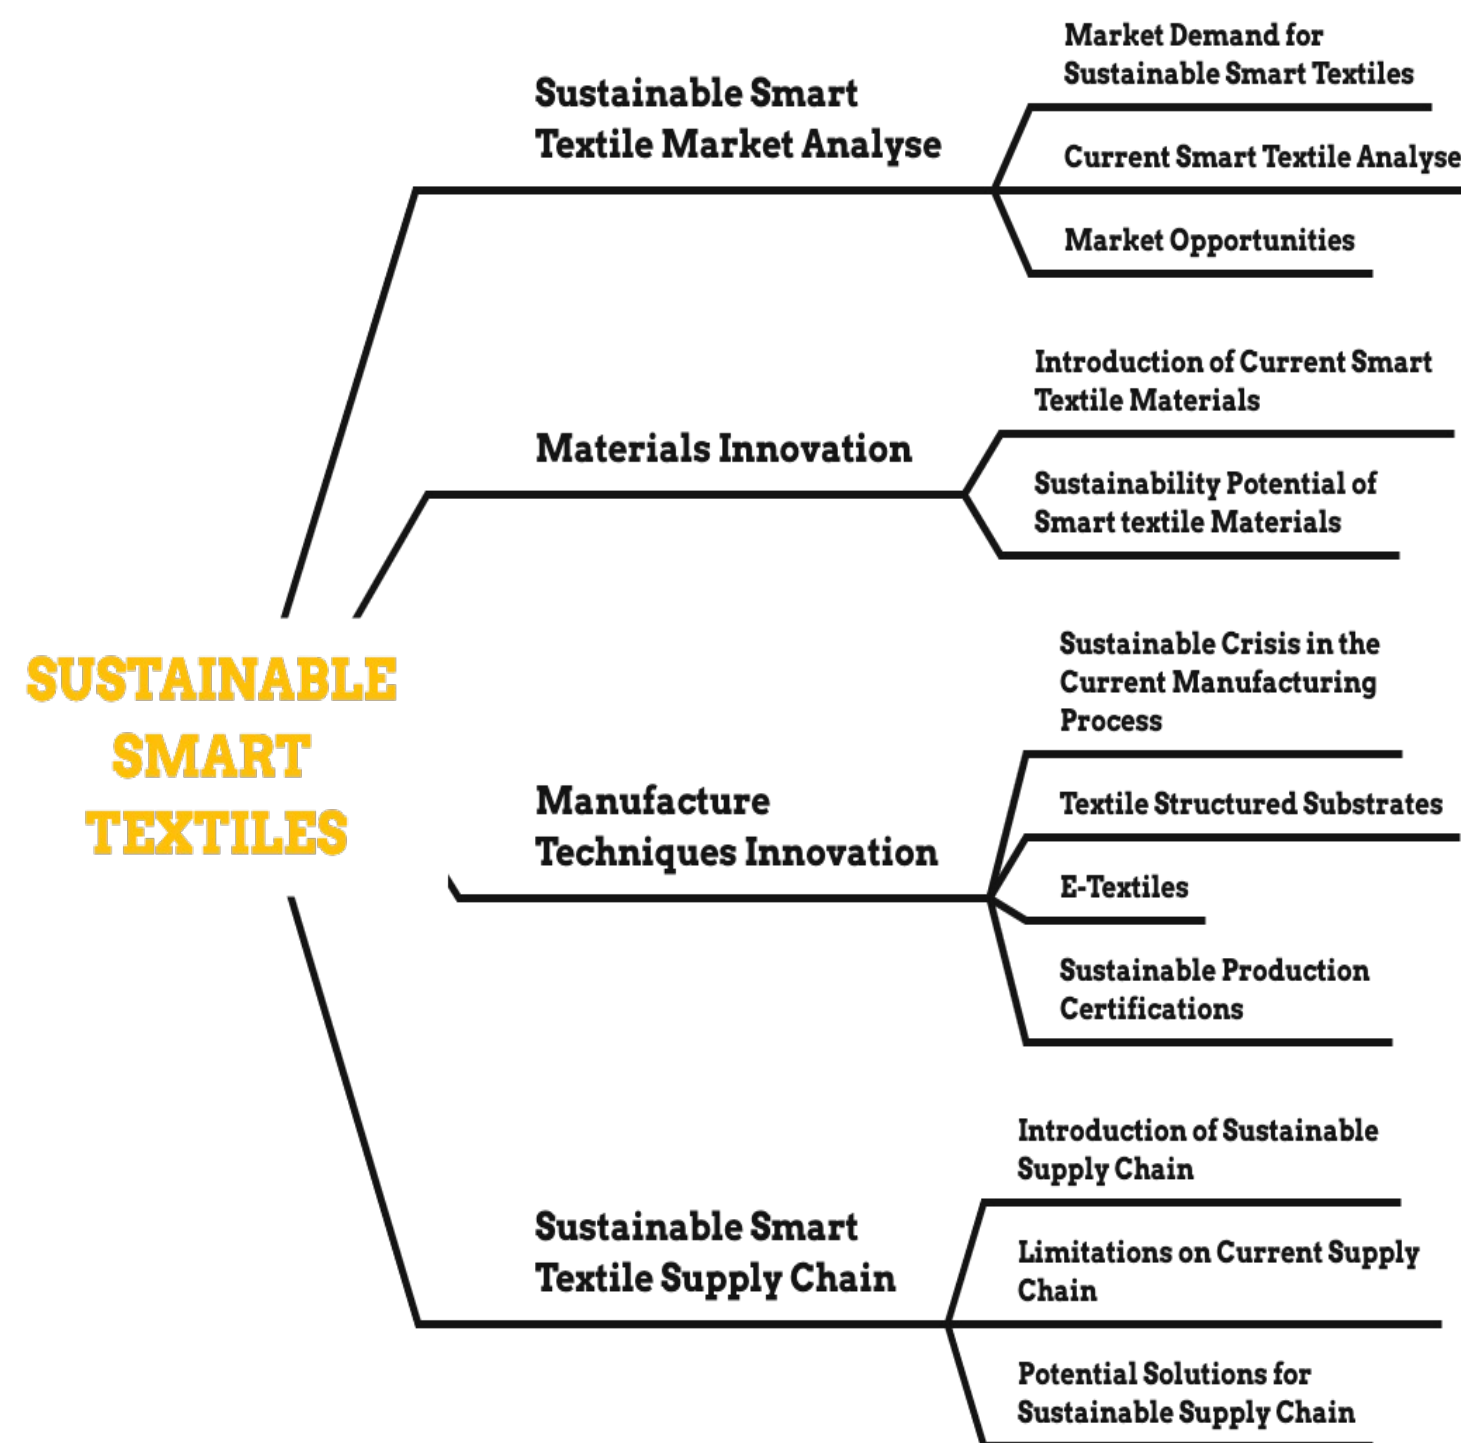 SUSTAINABLE
SMART
TEXTILES
Sustainable Smart
Textile Market Analyse
Market Demand for
Sustainable Smart Textiles
Current Smart Textile Analyse
Market Opportunities
Materials Innovation
Introduction of Current Smart
Textile Materials
Sustainability Potential of
Smart textile Materials
Manufacture
Techniques Innovation
Sustainable Crisis in the
Current Manufacturing
Process
Textile Structured Substrates
E-Textiles
Sustainable Production
Certifications
Sustainable Smart
Textile Supply Chain
Introduction of Sustainable
Supply Chain
Limitations on Current Supply
Chain
Potential Solutions for
Sustainable Supply Chain